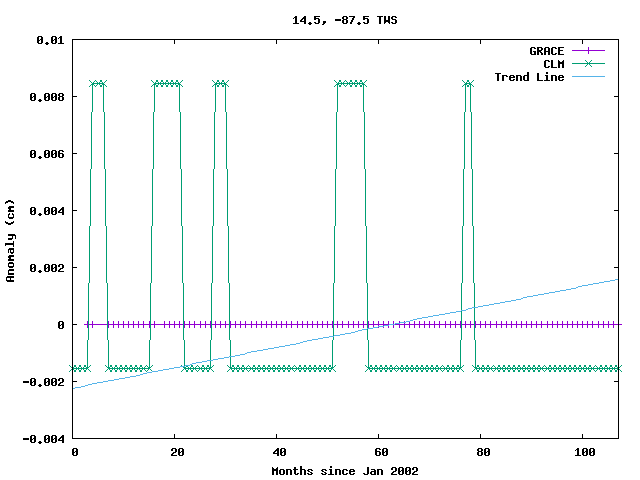 14.5, -87.5 TWS
0.01
GRACE
CLM
Trend Line
0.008
0.006
0.004
0.002
0
-0.002
-0.004
Anomaly (cm)
0 20 40 60 80 100
Months since Jan 2002